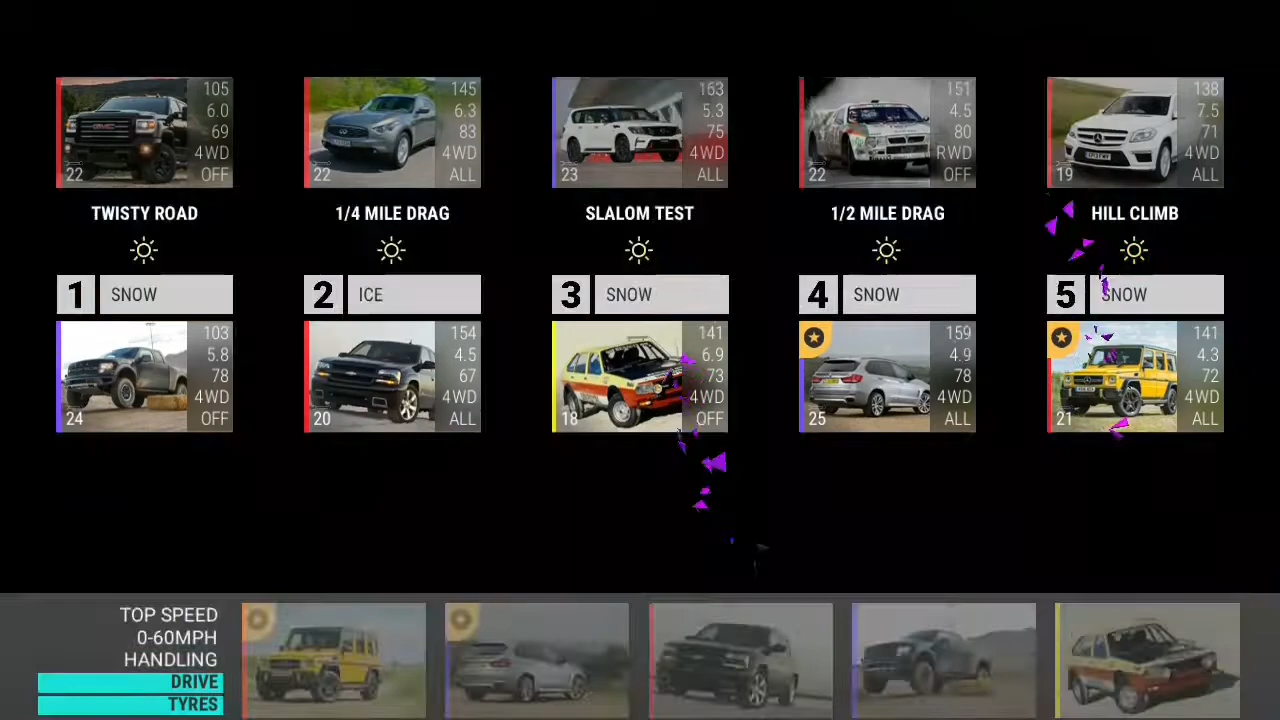 105
6.0
69
4WD
22 OFF
145
6.3
83
4WD
22 ALL
163
5.3
75
4WD
23 ALL
151
4.5
80
RWD
22 OFF
138
7.5
71
4WD
19 ALL
TWISTY ROAD
1/4 MILE DRAG
SLALOM TEST
1/2 MILE DRAG
HILL CLIMB
1 SNOW
2 ICE
3 SNOW
4 SNOW
5 SNOW
103
5.8
78
4WD
24 OFF
154
4.5
67
4WD
20 ALL
141
6.9
73
4WD
18 OFF
159
4.9
78
4WD
25 ALL
141
4.3
72
4WD
21 ALL
TOP SPEED
0-60MPH
HANDLING
DRIVE
TYRES